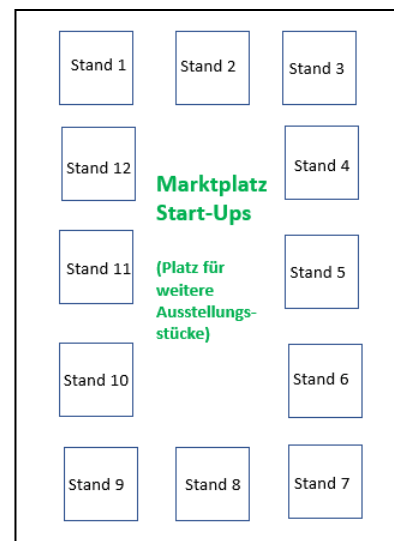 Stand 1
Stand 2
Stand 3
Stand 12
Stand 4
Marktplatz
Start-Ups
Stand 11
Stand 5
(Platz für
weitere
Ausstellungs-
stücke)
Stand 10
Stand 6
Stand 9
Stand 8
Stand 7